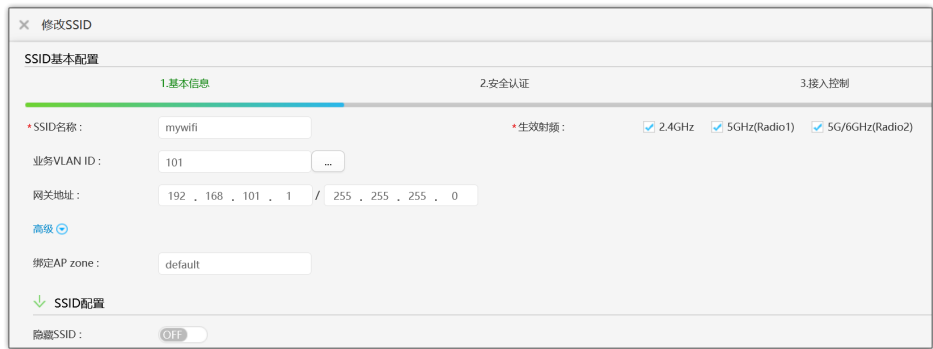 修改SSID
SSID基本配置
1.基本信息 2.安全认证 3.接入控制
*SSID名称： mywifi *生效射频： 2.4GHz 5GHz(Radio1) 5G/6GHz(Radio2)
业务VLAN ID： 101 ...
网关地址： 192 . 168 . 101 . 1 / 255 . 255 . 255 . 0
高级
绑定AP zone： default
SSID配置
隐藏SSID： OFF